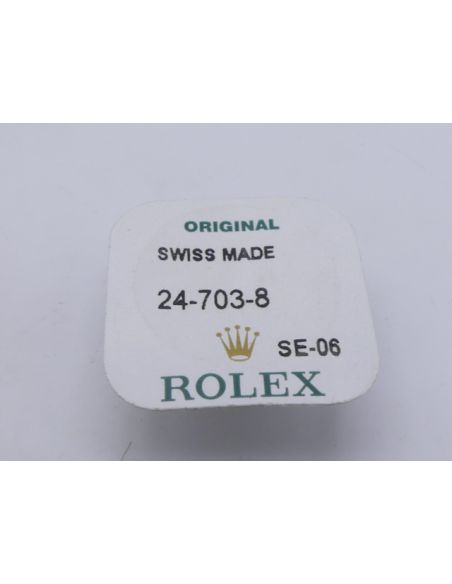 ORIGINAL
SWISS MADE
24-703-8
SE-06
ROLEX